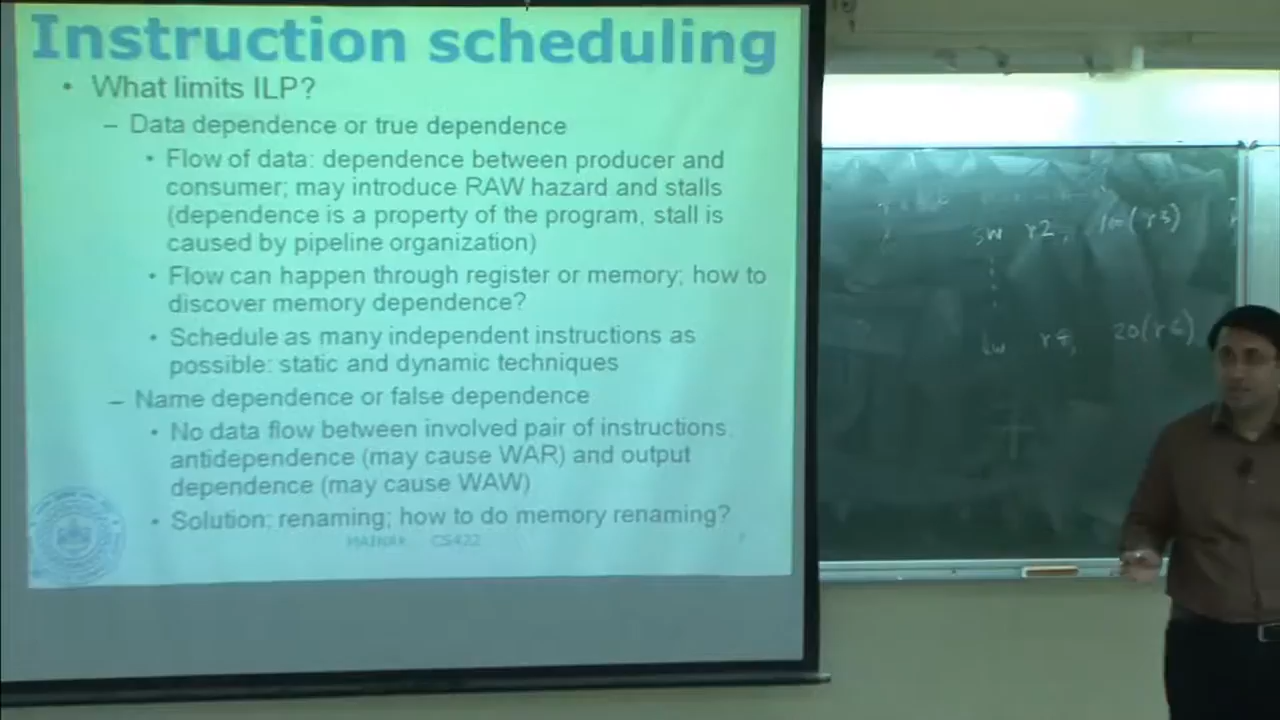 Instruction scheduling
• What limits ILP?
– Data dependence or true dependence
• Flow of data: dependence between producer and
consumer; may introduce RAW hazard and stalls
(dependence is a property of the program, stall is
caused by pipeline organization)
• Flow can happen through register or memory; how to
discover memory dependence?
• Schedule as many independent instructions as
possible: static and dynamic techniques
– Name dependence or false dependence
• No data flow between involved pair of instructions,
antidependence (may cause WAR) and output
dependence (may cause WAW)
• Solution: renaming; how to do memory renaming?
CS422
sw r2, (r3)
lw 20(